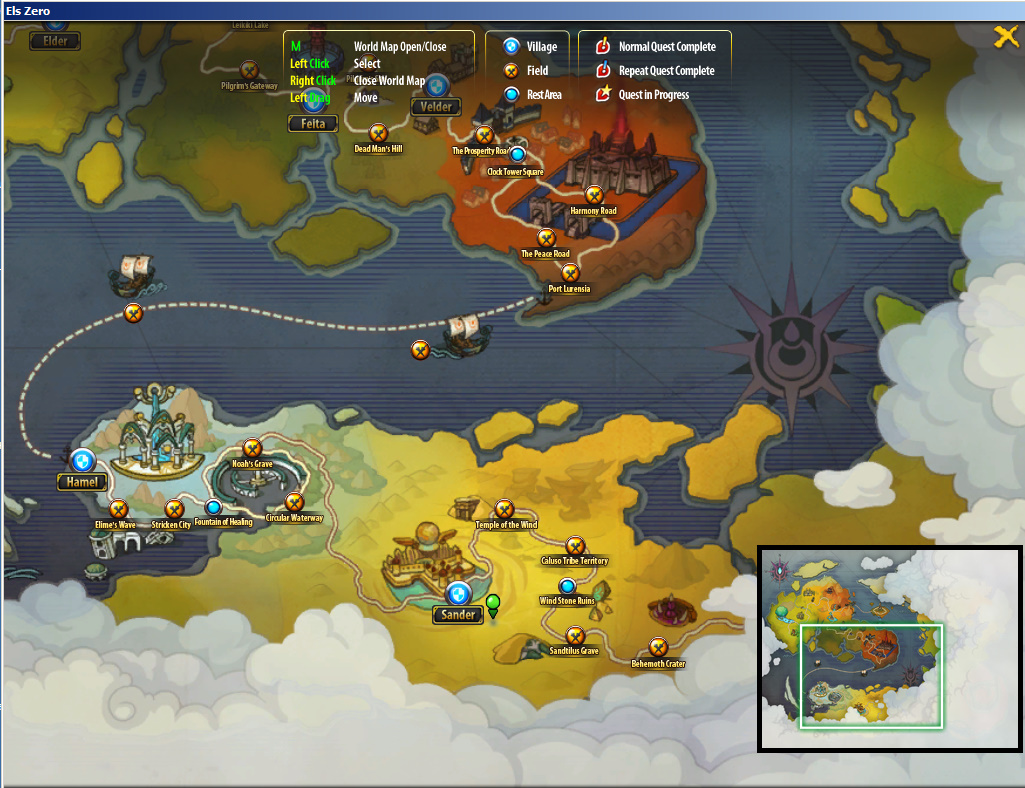 Els Zero
Elder
Leikiki Lake
Pilgrim's Gateway
M World Map Open/Close
Left Click Select
Right Click Close World Map
Left Drag Move
Village
Field
Rest Area
Normal Quest Complete
Repeat Quest Complete
Quest in Progress
Feita
Velder
Dead Man's Hill
The Prosperity Road
Clock Tower Square
Harmony Road
The Peace Road
Port Lurensia
Hamel
Noah's Grave
Elime's Wave
Stricken City
Fountain of Healing
Circular Waterway
Temple of the Wind
Caluso Tribe Territory
Wind Stone Ruins
Sander
Sandtilus Grave
Behemoth Crater